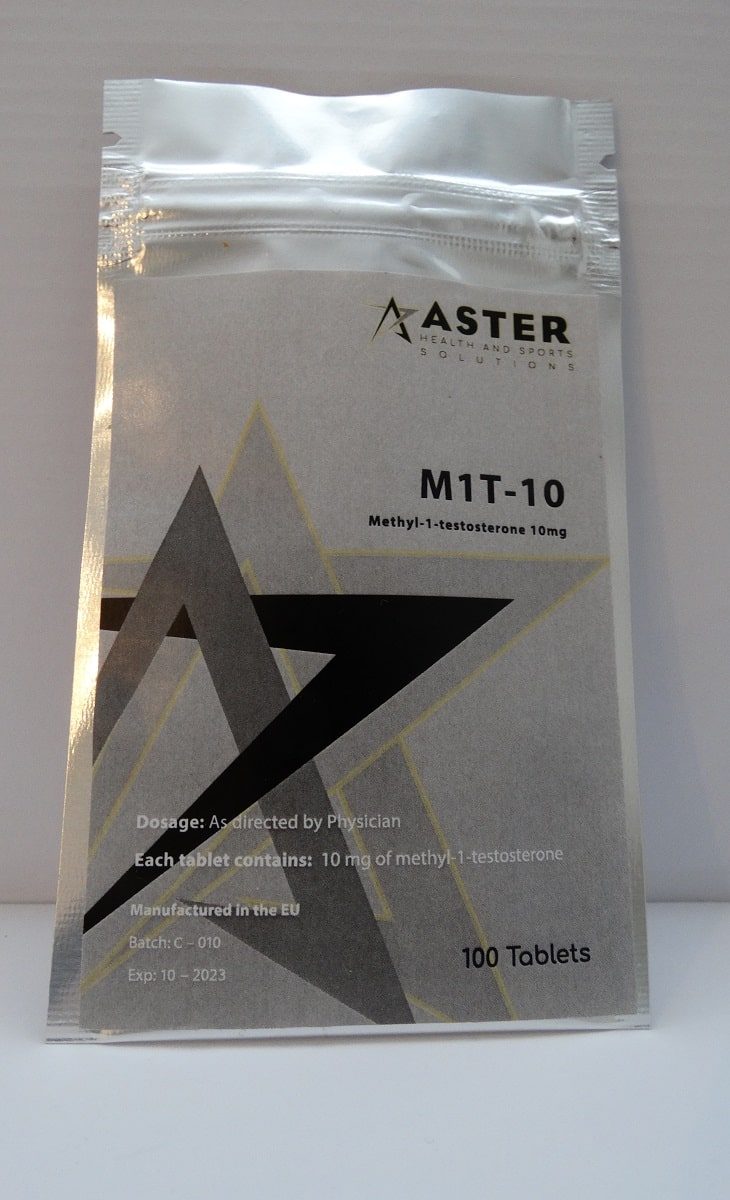 ASTER
HEALTH AND SPORTS
SOLUTIONS
M1T-10
Methyl-1-testosterone 10mg
Dosage: As directed by Physician
Each tablet contains: 10 mg of methyl-1-testosterone
Manufactured in the EU
Batch: C – 010
Exp: 10 – 2023
100 Tablets